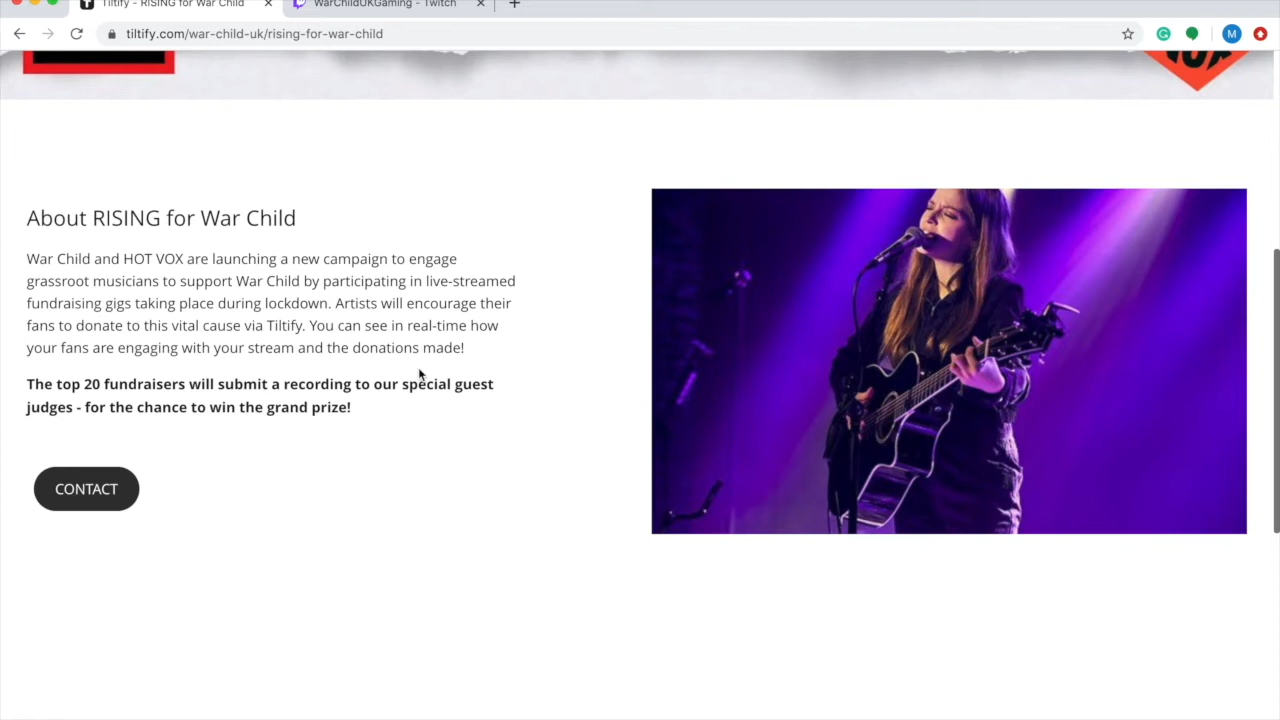 Tiltify - RISING for War Child
WarChildUKGaming - Twitch
tiltify.com/war-child-uk/rising-for-war-child
M
About RISING for War Child
War Child and HOT VOX are launching a new campaign to engage
grassroot musicians to support War Child by participating in live-streamed
fundraising gigs taking place during lockdown. Artists will encourage their
fans to donate to this vital cause via Tiltify. You can see in real-time how
your fans are engaging with your stream and the donations made!
The top 20 fundraisers will submit a recording to our special guest
judges - for the chance to win the grand prize!
CONTACT